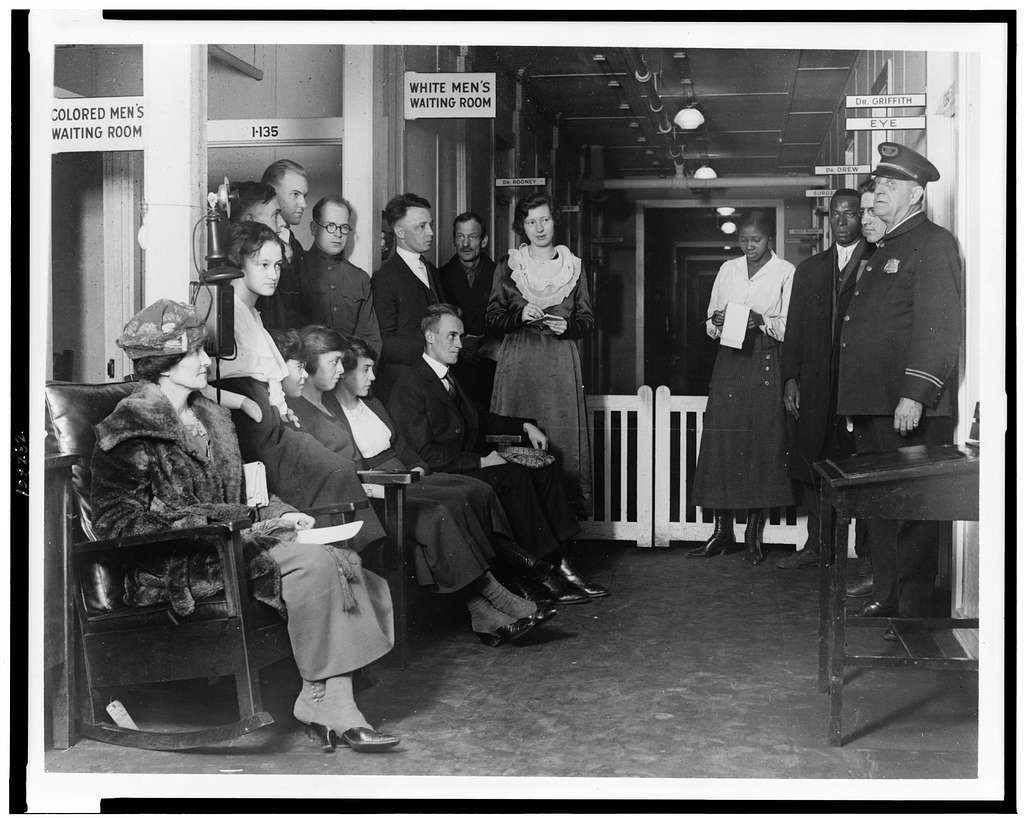 COLORED MEN'S
WAITING ROOM
1-135
WHITE MEN'S
WAITING ROOM
DR. ROONEY
DR. GRIFFITH
EYE
DR. DREW